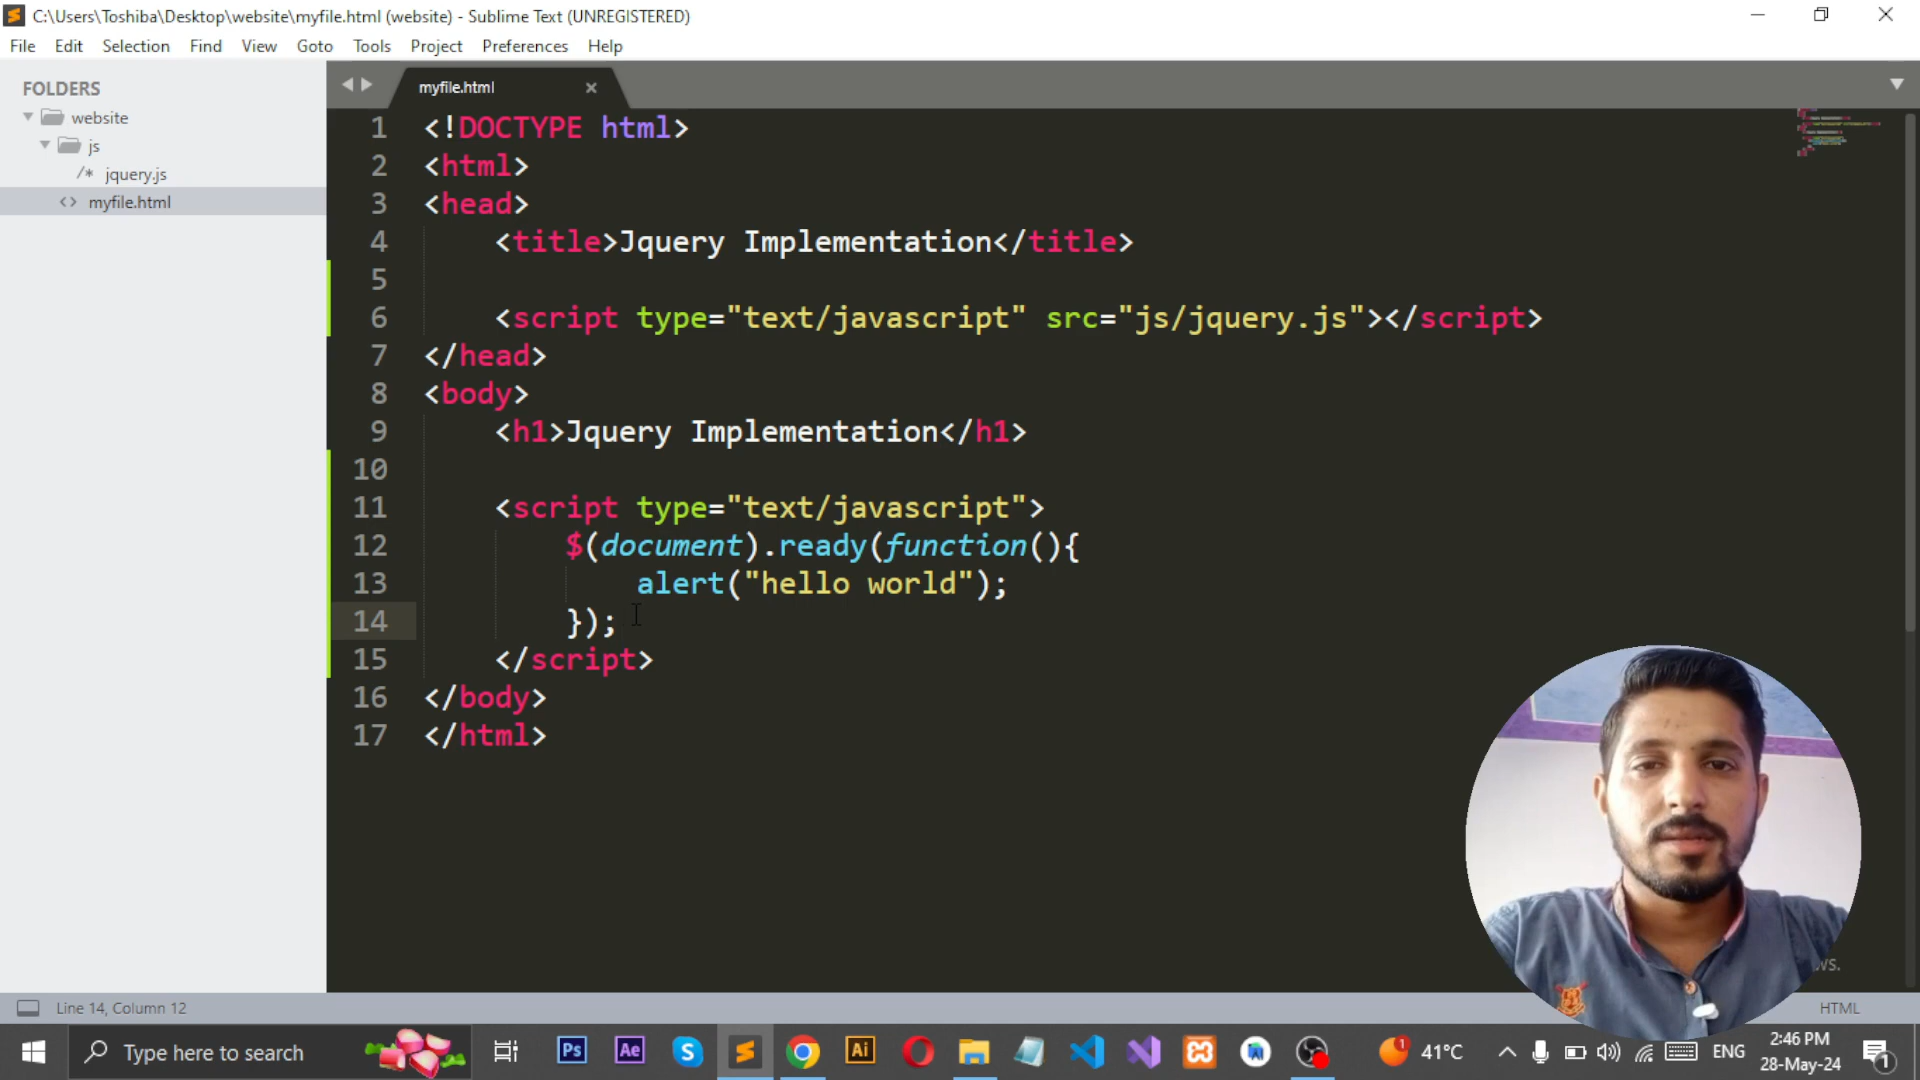 C:\Users\Toshiba\Desktop\website\myfile.html (website) - Sublime Text (UNREGISTERED)
File Edit Selection Find View Goto Tools Project Preferences Help
FOLDERS
website
js
/* jquery.js
<> myfile.html
myfile.html
1 <!DOCTYPE html>
2 <html>
3 <head>
4 <title>Jquery Implementation</title>
5
6 <script type="text/javascript" src="js/jquery.js"></script>
7 </head>
8 <body>
9 <h1>Jquery Implementation</h1>
10
11 <script type="text/javascript">
12 $(document).ready(function(){
13 alert("hello world");
14 });
15 </script>
16 </body>
17 </html>
Line 14, Column 12
HTML
Type here to search
Ps
Ae
Ai
1
41°C
ENG
2:46 PM
28-May-24
1